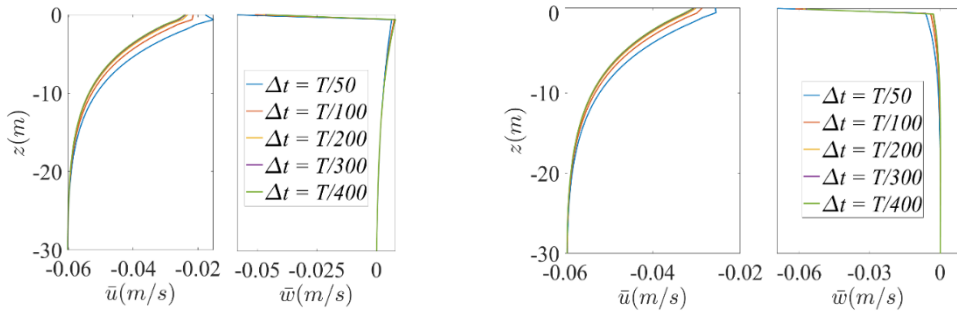 0
-10
-20
-30
z(m)
-0.06
-0.04
-0.02
ū(m/s)
Δt = T/50
Δt = T/100
Δt = T/200
Δt = T/300
Δt = T/400
-0.05
-0.025
0
w̄(m/s)
0
-10
-20
-30
z(m)
-0.06
-0.04
-0.02
ū(m/s)
Δt = T/50
Δt = T/100
Δt = T/200
Δt = T/300
Δt = T/400
-0.06
-0.03
0
w̄(m/s)